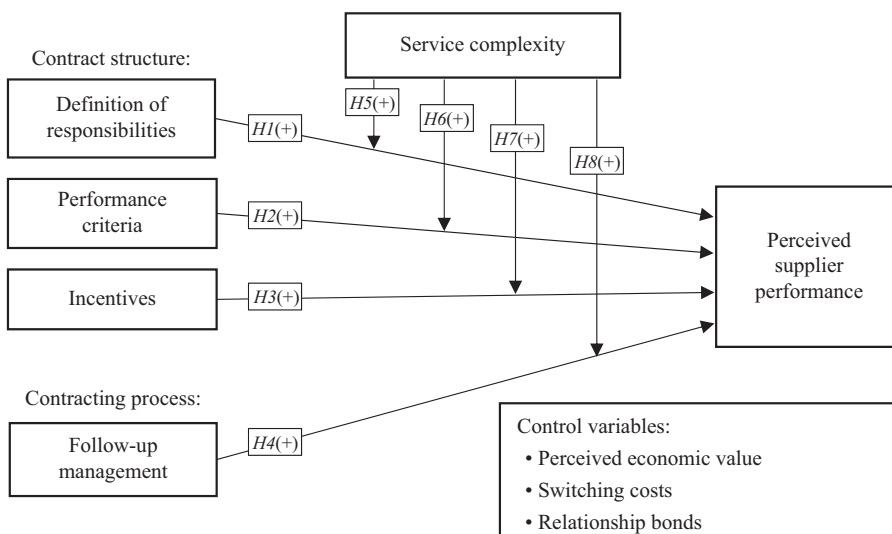 Service complexity
Contract structure:
Definition of
responsibilities
H1(+)
H5(+)
H6(+)
H7(+)
H8(+)
Performance
criteria
H2(+)
Incentives
H3(+)
Perceived
supplier
performance
Contracting process:
Follow-up
management
H4(+)
Control variables:
• Perceived economic value
• Switching costs
• Relationship bonds